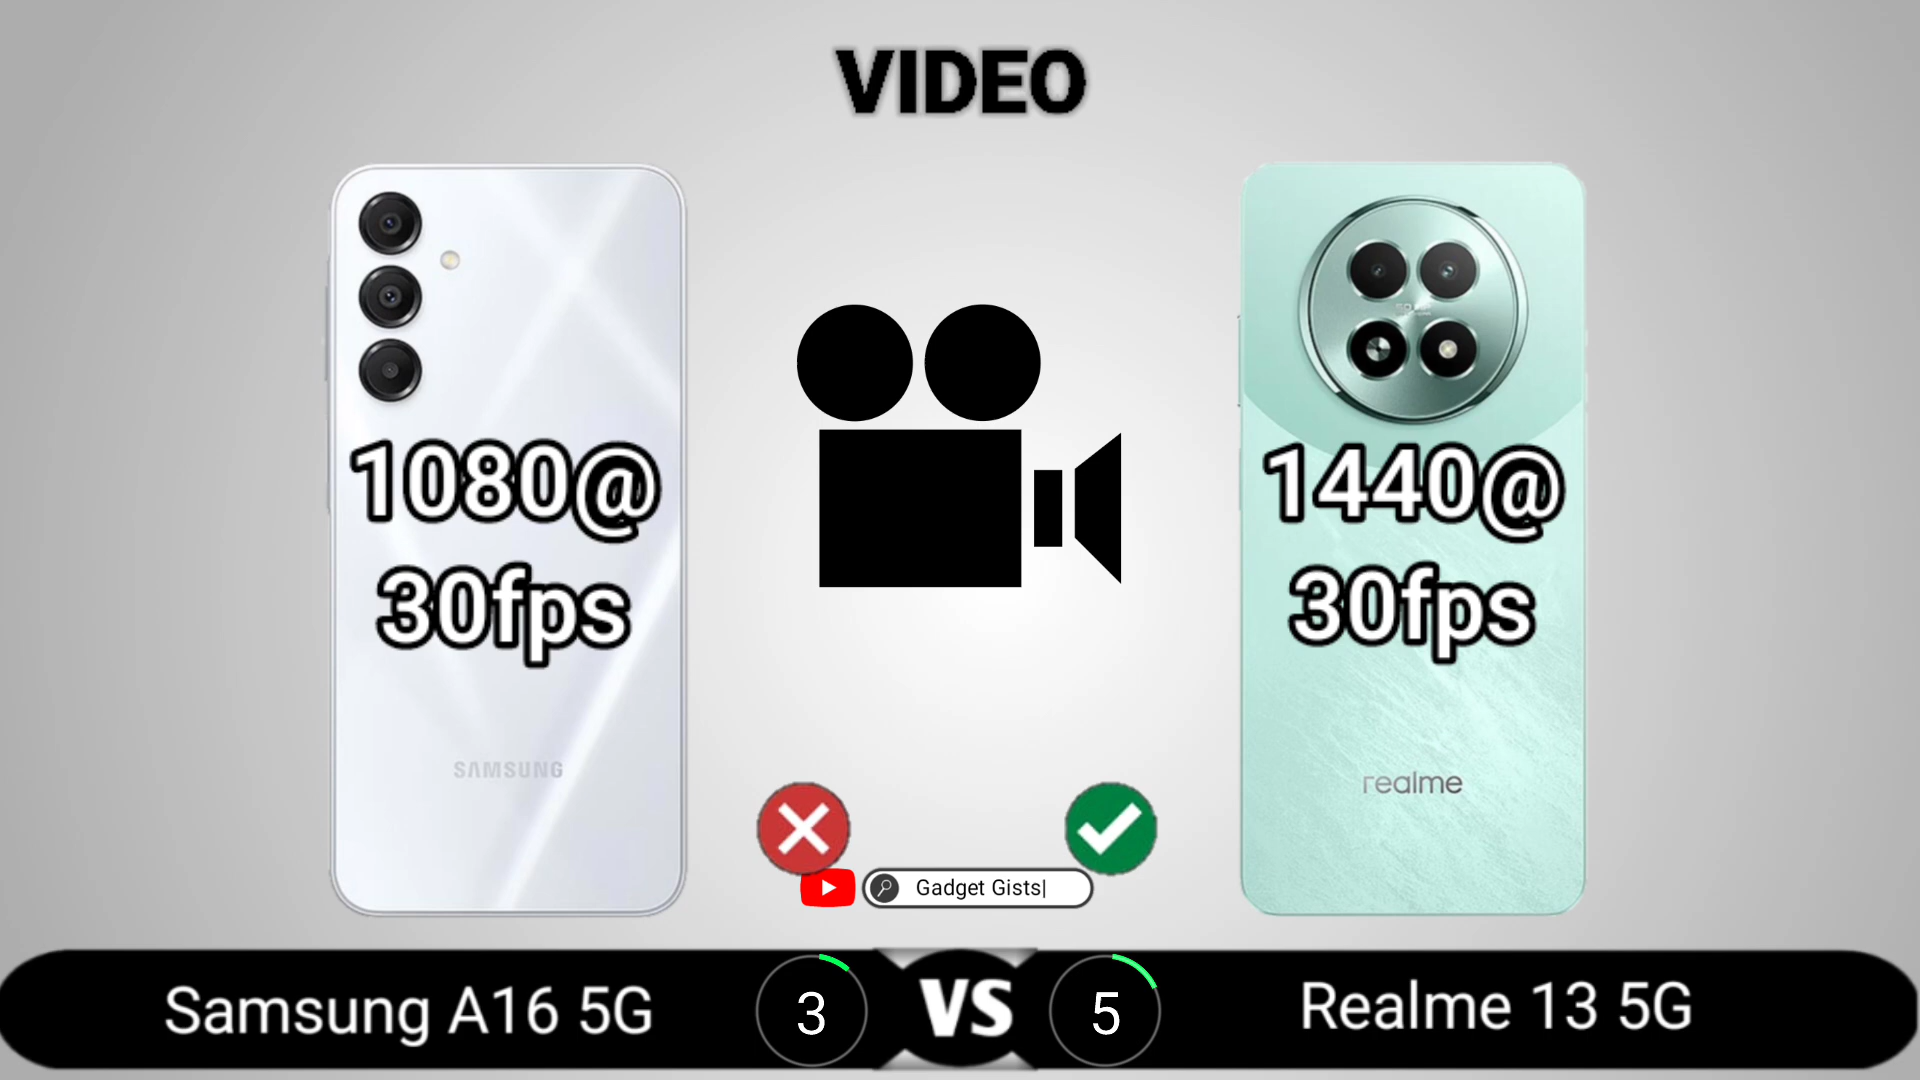 VIDEO
1080@
30fps
SAMSUNG
1440@
30fps
realme
Gadget Gists|
Samsung A16 5G
3
VS
5
Realme 13 5G